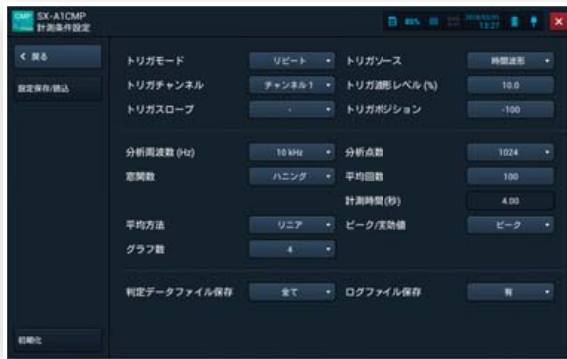 CMP SX-A1CMP
計測条件設定
85%
2018/03/01
13:27
< 戻る
設定保存/読込
初期化
トリガモード リピート トリガソース 時間波形
トリガチャンネル チャンネル1 トリガ波形レベル (%) 10.0
トリガスロープ - トリガポジション -100
分析周波数 (Hz) 10 kHz 分析点数 1024
窓関数 ハニング 平均回数 100
計測時間(秒) 4.00
平均方法 リニア ピーク/実効値 ピーク
グラフ数 4
判定データファイル保存 全て ログファイル保存 有